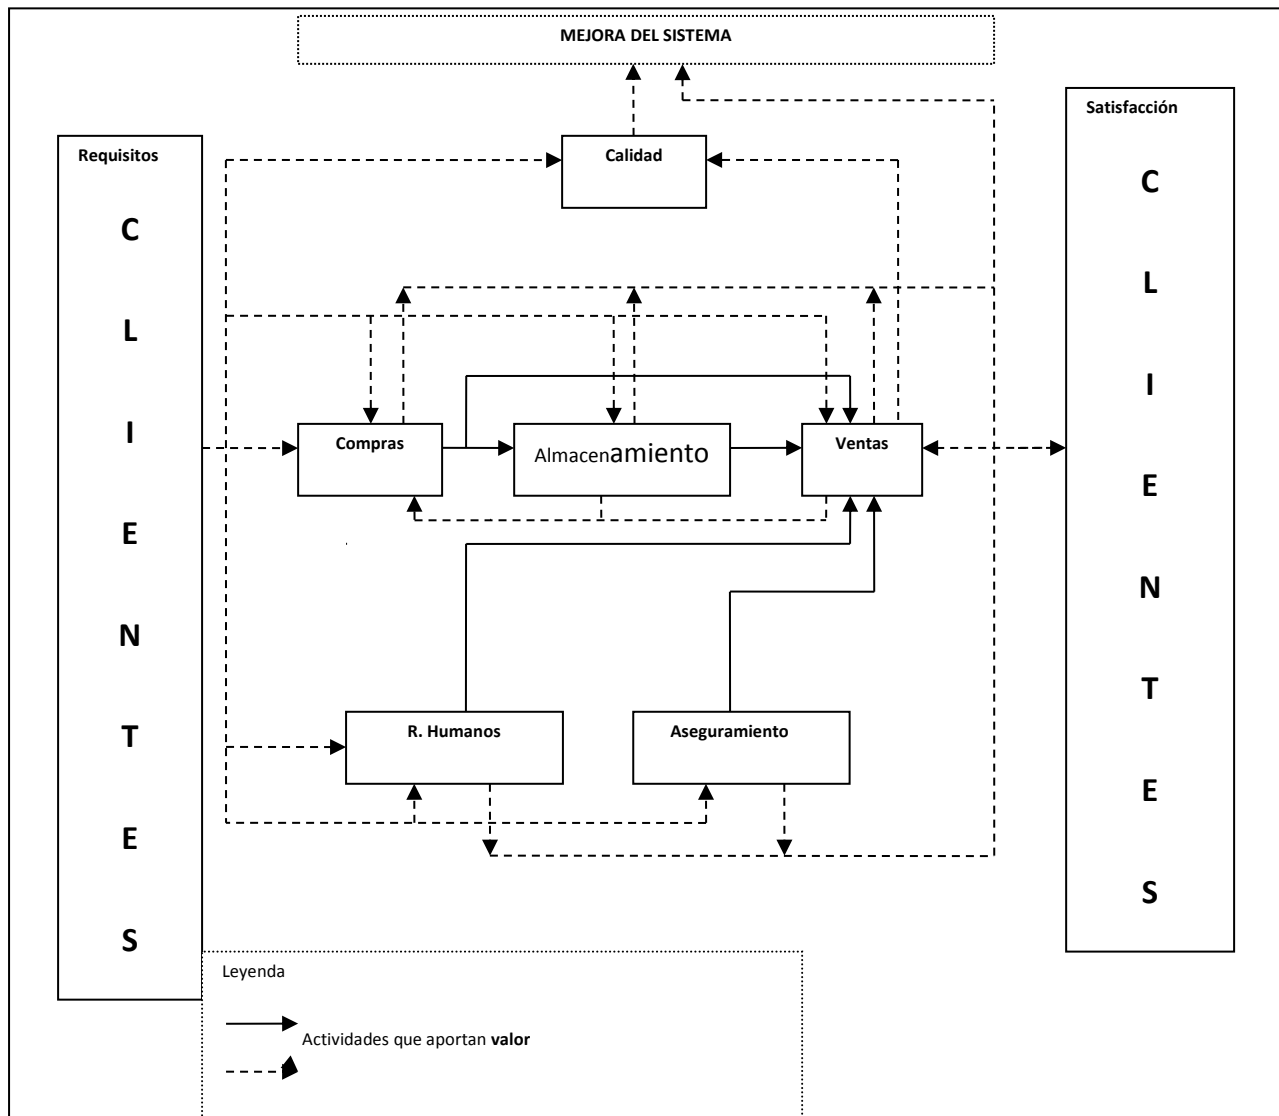 MEJORA DEL SISTEMA
Satisfacción
Requisitos
Calidad
C
L
I
E
N
T
E
S
C
L
I
E
N
T
E
S
Compras
Almacenamiento
Ventas
R. Humanos
Aseguramiento
Leyenda
Actividades que aportan valor